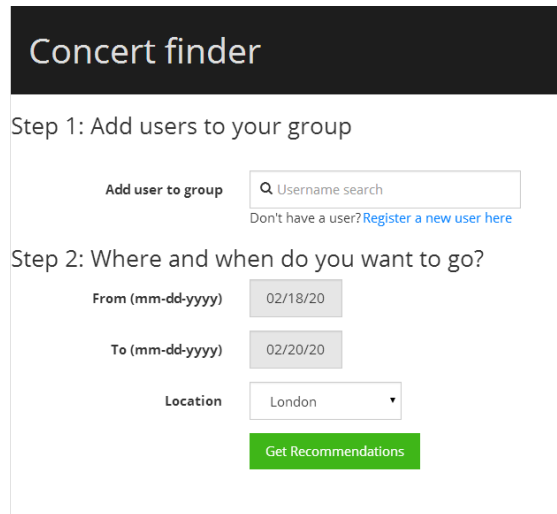 Concert finder
Step 1: Add users to your group
Add user to group
Username search
Don't have a user? Register a new user here
Step 2: Where and when do you want to go?
From (mm-dd-yyyy) 02/18/20
To (mm-dd-yyyy) 02/20/20
Location London
Get Recommendations